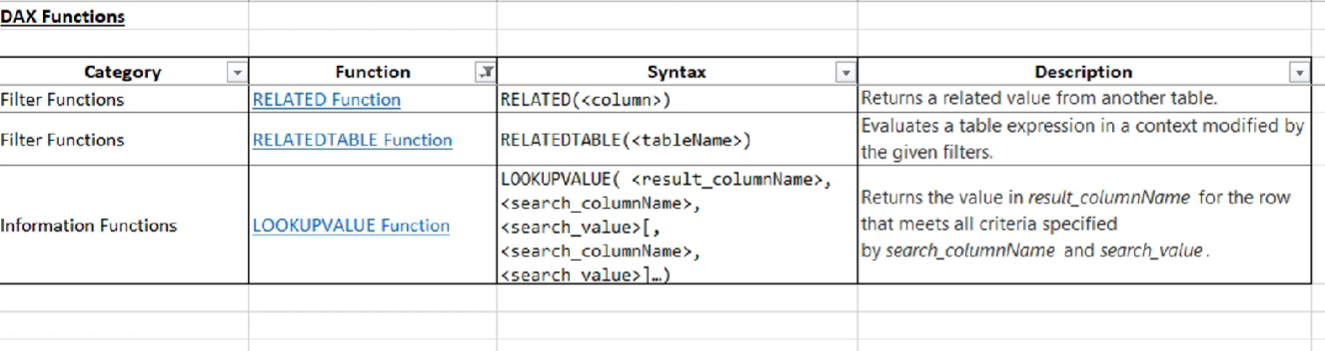 DAX Functions
Category Function Syntax Description
Filter Functions RELATED Function RELATED(<column>) Returns a related value from another table.
Filter Functions RELATEDTABLE Function RELATEDTABLE(<tableName>) Evaluates a table expression in a context modified by
the given filters.
Information Functions LOOKUPVALUE Function LOOKUPVALUE( <result_columnName>,
<search_columnName>,
<search_value>[,
<search_columnName>,
<search_value>]…)
Returns the value in result_columnName for the row
that meets all criteria specified
by search_columnName and search_value.